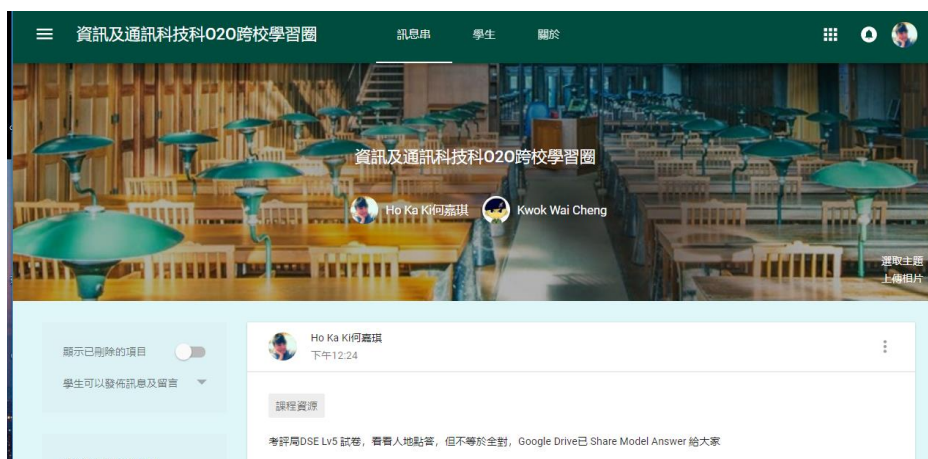 資訊及通訊科技科O2O跨校學習圈
訊息串
學生
關於
資訊及通訊科技科O2O跨校學習圈
Ho Ka Ki何嘉琪
Kwok Wai Cheng
選取主題
上傳相片
顯示已刪除的項目
學生可以發佈訊息及留言
Ho Ka Ki何嘉琪
下午12:24
課程資源
考評局DSE Lv5 試卷，看看人地點答，但不等於全對，Google Drive已 Share Model Answer 給大家